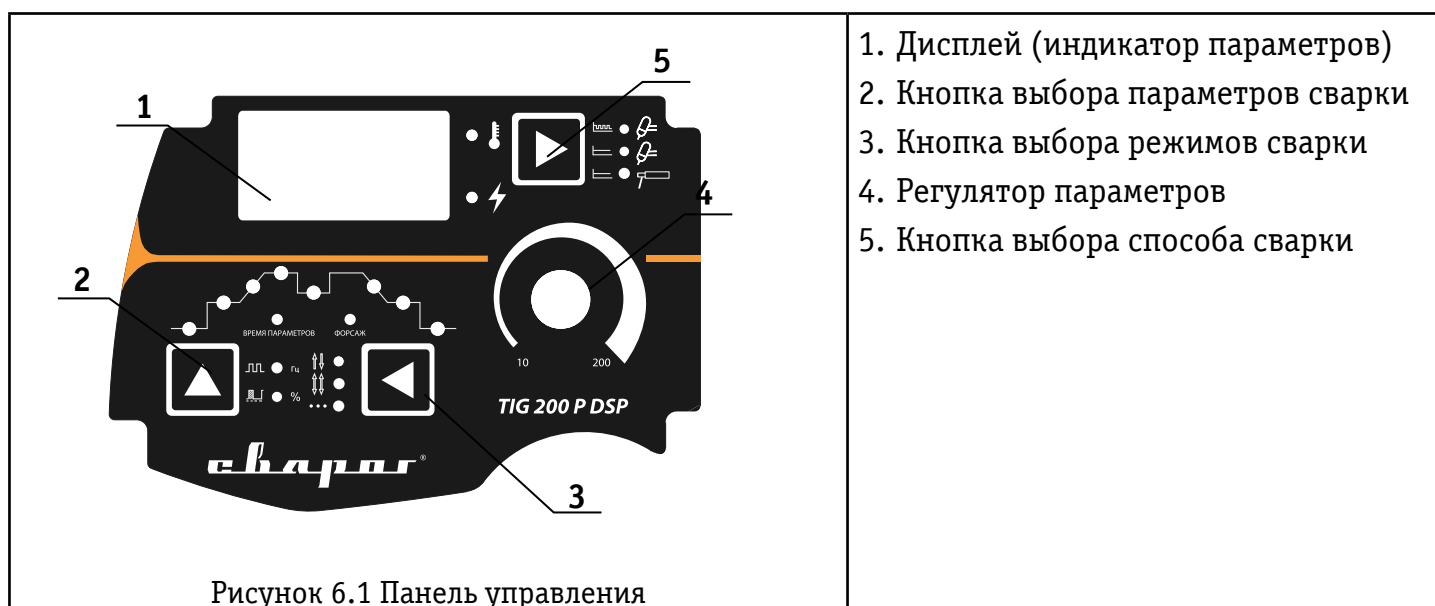 5
1
4
2
ВРЕМЯ ПАРАМЕТРОВ
ФОРСАЖ
10
200
Гц
%
TIG 200 P DSP
сварог®
3
Рисунок 6.1 Панель управления
1. Дисплей (индикатор параметров)
2. Кнопка выбора параметров сварки
3. Кнопка выбора режимов сварки
4. Регулятор параметров
5. Кнопка выбора способа сварки